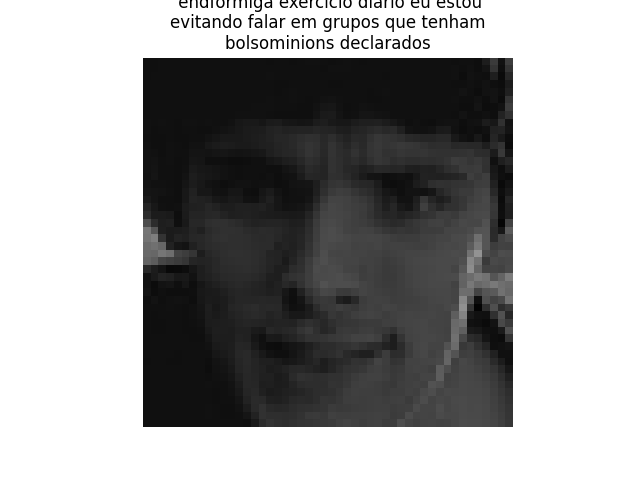 endformiga exercício diário eu estou
evitando falar em grupos que tenham
bolsominions declarados